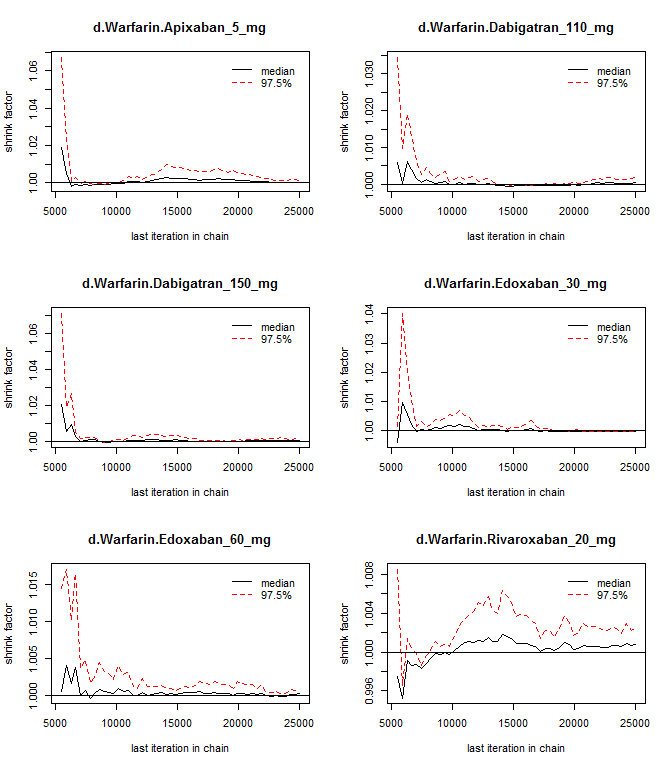 d.Warfarin.Apixaban_5_mg
shrink factor
1.00 1.02 1.04 1.06
median
97.5%
5000 10000 15000 20000 25000
last iteration in chain
d.Warfarin.Dabigatran_110_mg
shrink factor
1.000 1.010 1.020 1.030
median
97.5%
5000 10000 15000 20000 25000
last iteration in chain
d.Warfarin.Dabigatran_150_mg
shrink factor
1.00 1.02 1.04 1.06
median
97.5%
5000 10000 15000 20000 25000
last iteration in chain
d.Warfarin.Edoxaban_30_mg
shrink factor
1.00 1.01 1.02 1.03 1.04
median
97.5%
5000 10000 15000 20000 25000
last iteration in chain
d.Warfarin.Edoxaban_60_mg
shrink factor
1.000 1.005 1.010 1.015
median
97.5%
5000 10000 15000 20000 25000
last iteration in chain
d.Warfarin.Rivaroxaban_20_mg
shrink factor
0.996 1.000 1.004 1.008
median
97.5%
5000 10000 15000 20000 25000
last iteration in chain